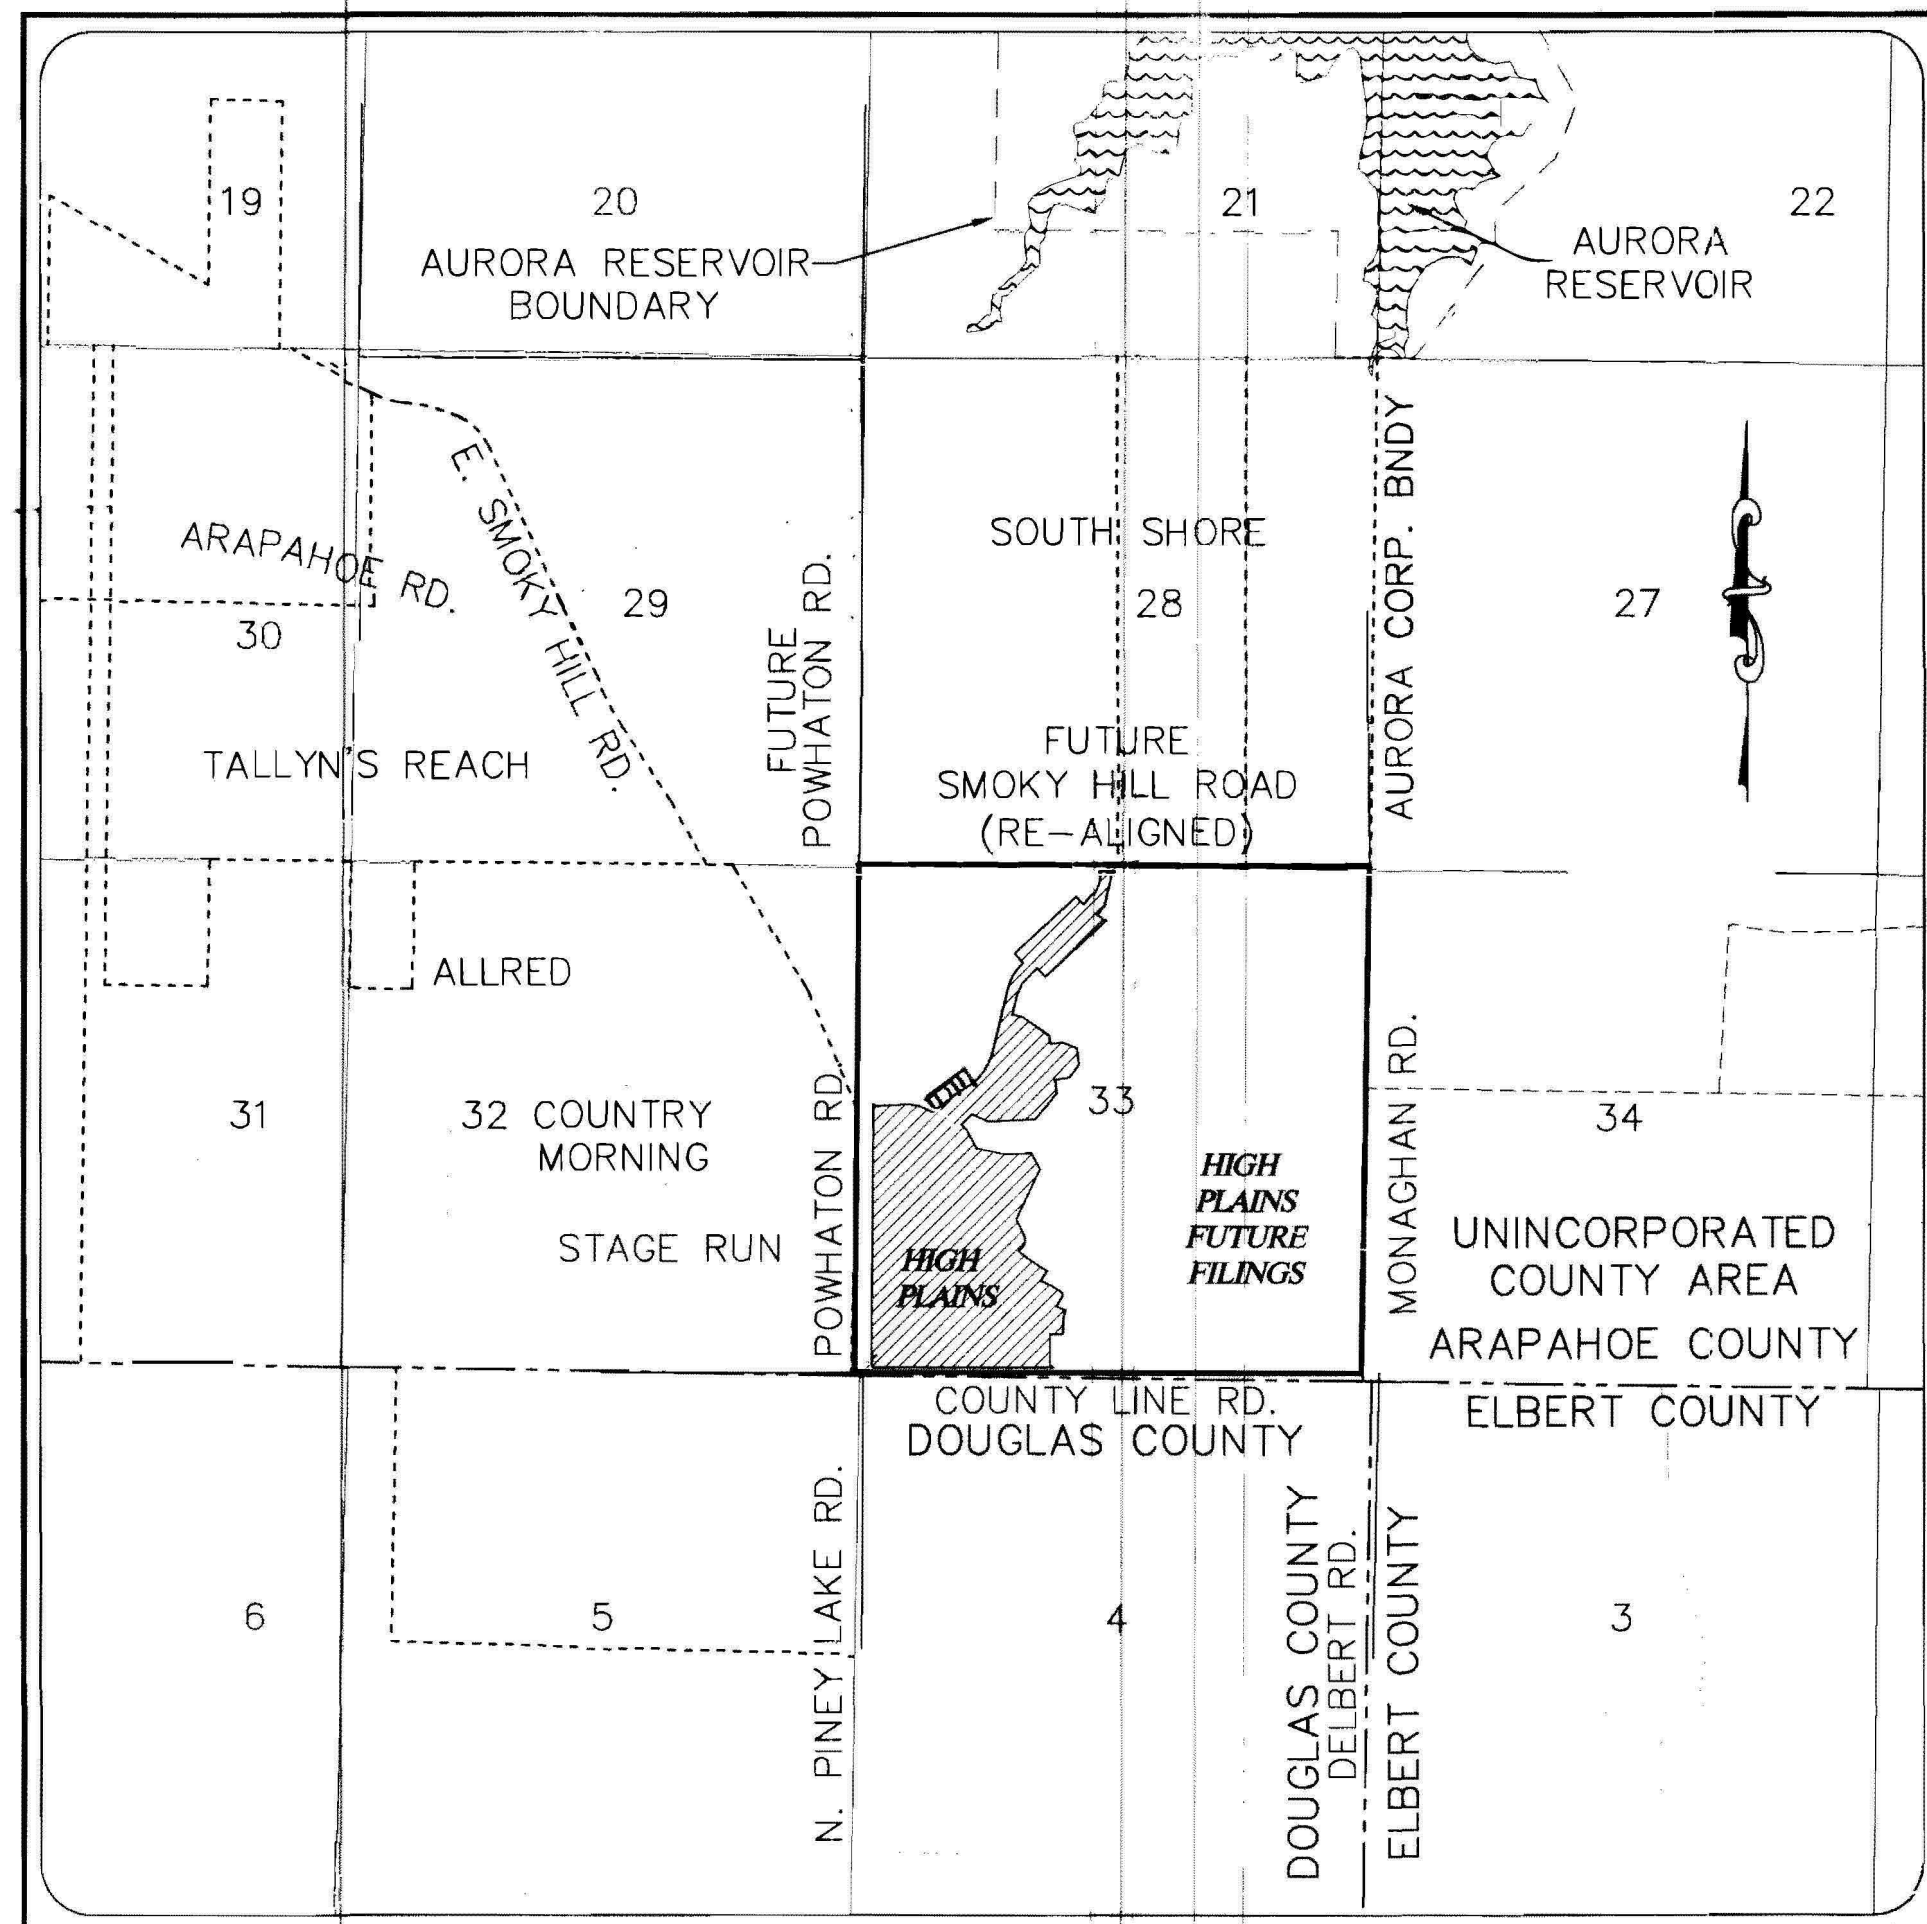 19
20
21
22
AURORA RESERVOIR
BOUNDARY
AURORA
RESERVOIR
ARAPAHOE RD.
30
E. SMOKY HILL RD.
29
FUTURE
POWHATON RD.
SOUTH SHORE
28
AURORA CORP. BNDY
27
TALLYN'S REACH
FUTURE
SMOKY HILL ROAD
(RE-ALIGNED)
ALLRED
31
32 COUNTRY
MORNING
STAGE RUN
POWHATON RD.
33
HIGH
PLAINS
HIGH
PLAINS
FUTURE
FILINGS
MONAGHAN RD.
34
UNINCORPORATED
COUNTY AREA
ARAPAHOE COUNTY
COUNTY LINE RD.
DOUGLAS COUNTY
ELBERT COUNTY
6
5
N. PINEY LAKE RD.
4
DOUGLAS COUNTY
DELBERT RD.
ELBERT COUNTY
3